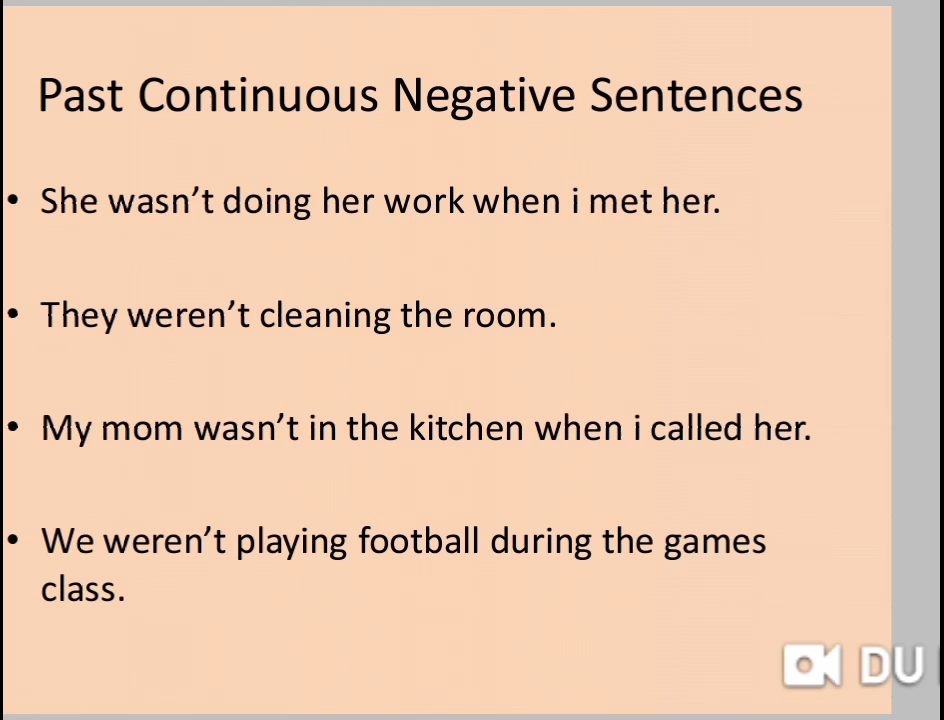 Past Continuous Negative Sentences
• She wasn’t doing her work when i met her.
• They weren’t cleaning the room.
• My mom wasn’t in the kitchen when i called her.
• We weren’t playing football during the games
class.
DU